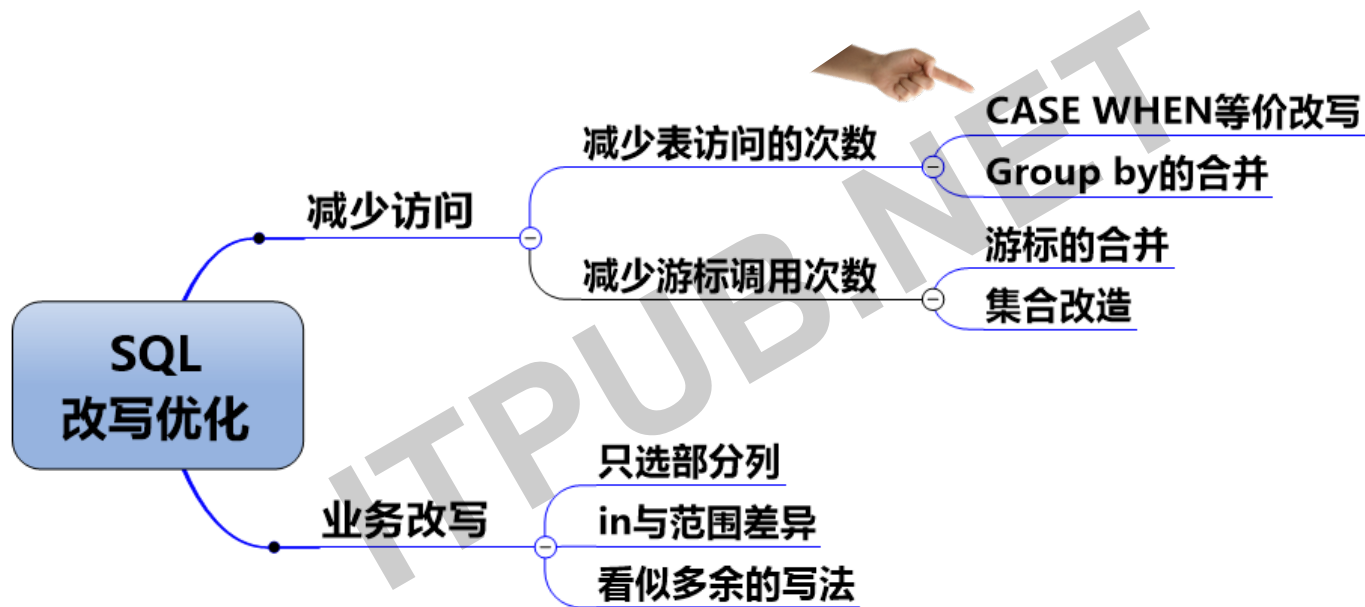 SQL
改写优化
减少访问
减少表访问的次数
CASE WHEN等价改写
Group by的合并
减少游标调用次数
游标的合并
集合改造
业务改写
只选部分列
in与范围差异
看似多余的写法
ITPUB.NET